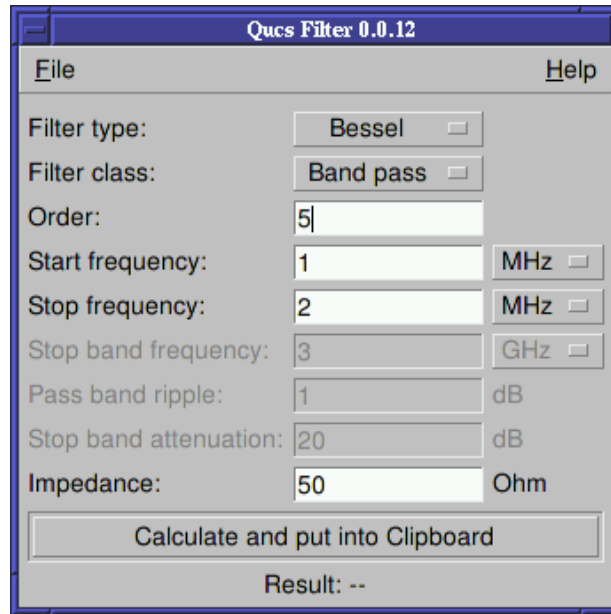 Qucs Filter 0.0.12
File Help
Filter type: Bessel
Filter class: Band pass
Order: 5
Start frequency: 1 MHz
Stop frequency: 2 MHz
Stop band frequency: 3 GHz
Pass band ripple: 1 dB
Stop band attenuation: 20 dB
Impedance: 50 Ohm
Calculate and put into Clipboard
Result: --